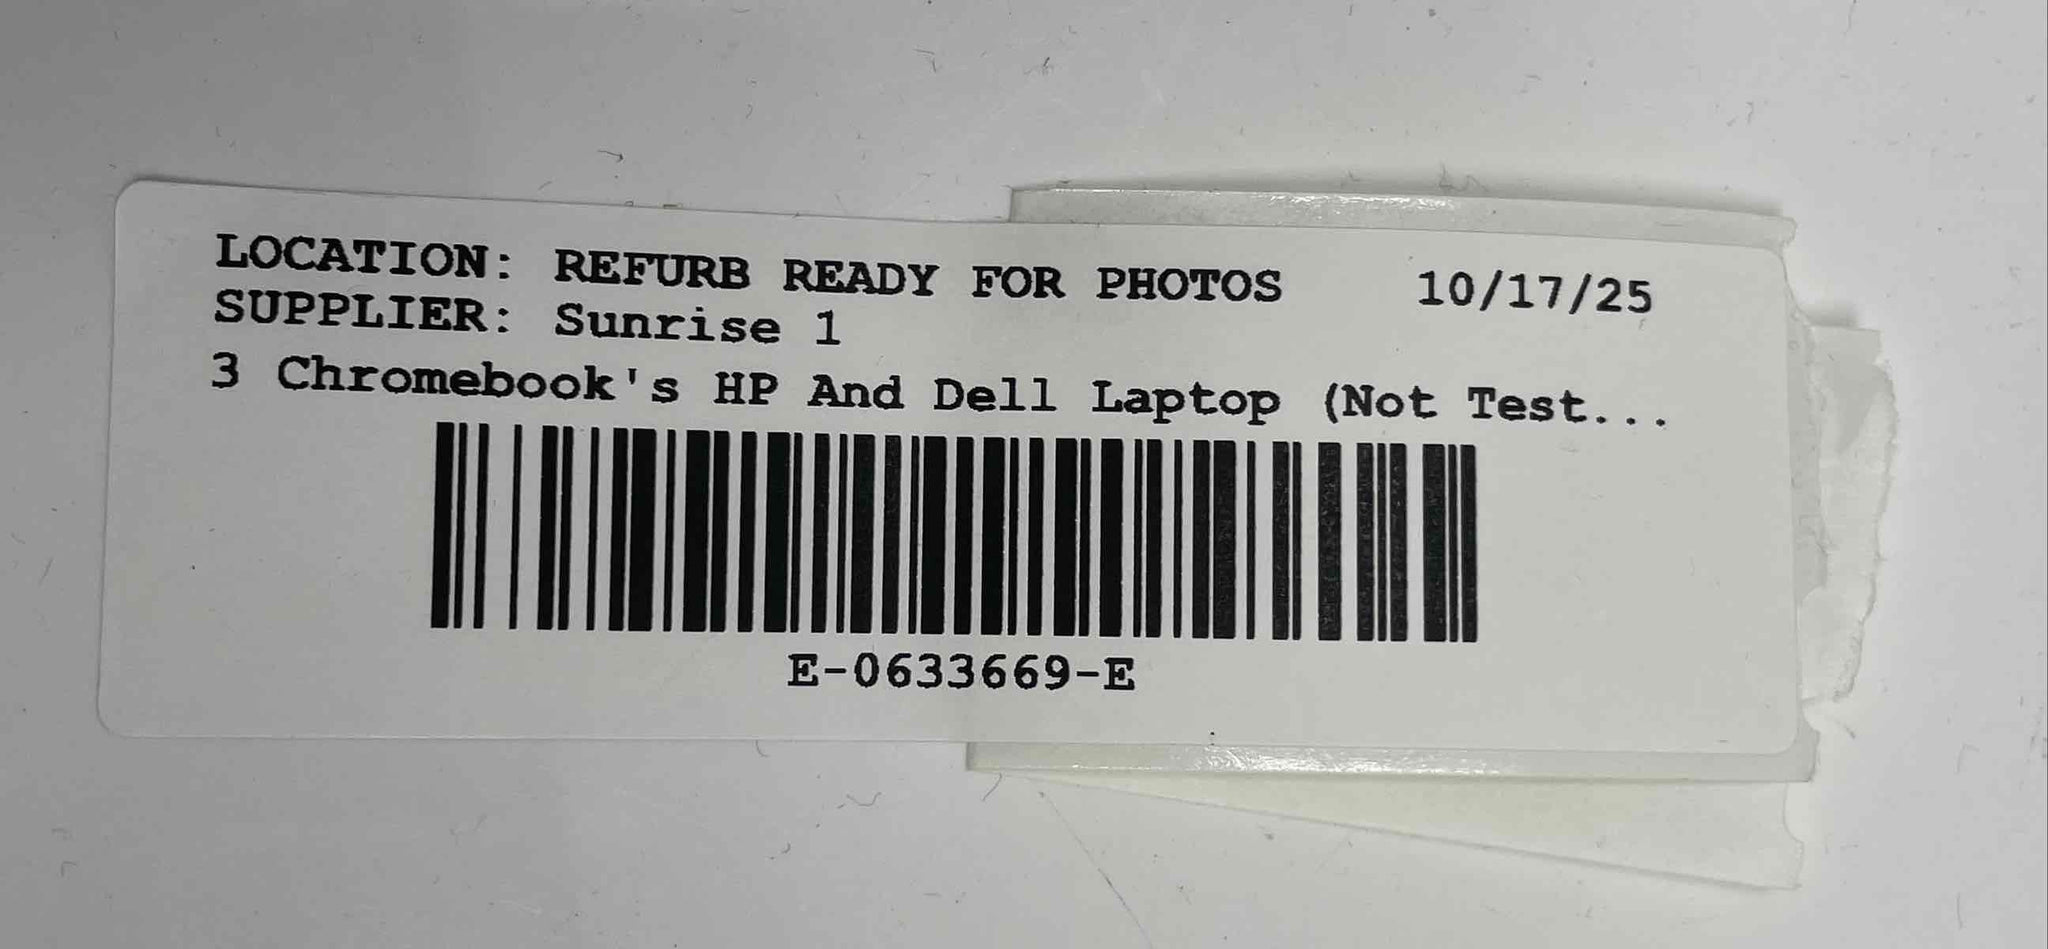 LOCATION: REFURB READY FOR PHOTOS 10/17/25
SUPPLIER: Sunrise 1
3 Chromebook's HP And Dell Laptop (Not Test...
E-0633669-E